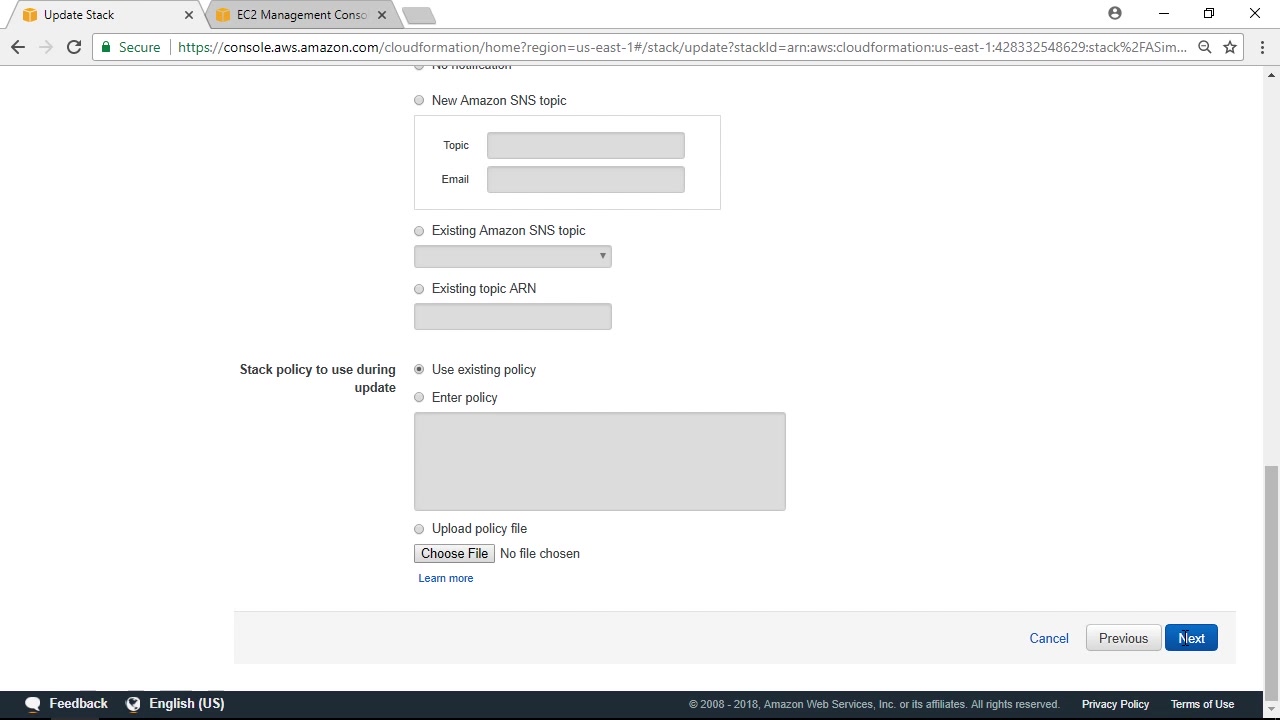 Update Stack
EC2 Management Consol
Secure
https://console.aws.amazon.com/cloudformation/home?region=us-east-1#/stack/update?stackId=arn:aws:cloudformation:us-east-1:428332548629:stack%2FASim...
No notification
New Amazon SNS topic
Topic
Email
Existing Amazon SNS topic
Existing topic ARN
Stack policy to use during
update
Use existing policy
Enter policy
Upload policy file
Choose File No file chosen
Learn more
Cancel
Previous
Next
Feedback
English (US)
© 2008 - 2018, Amazon Web Services, Inc. or its affiliates. All rights reserved.
Privacy Policy
Terms of Use